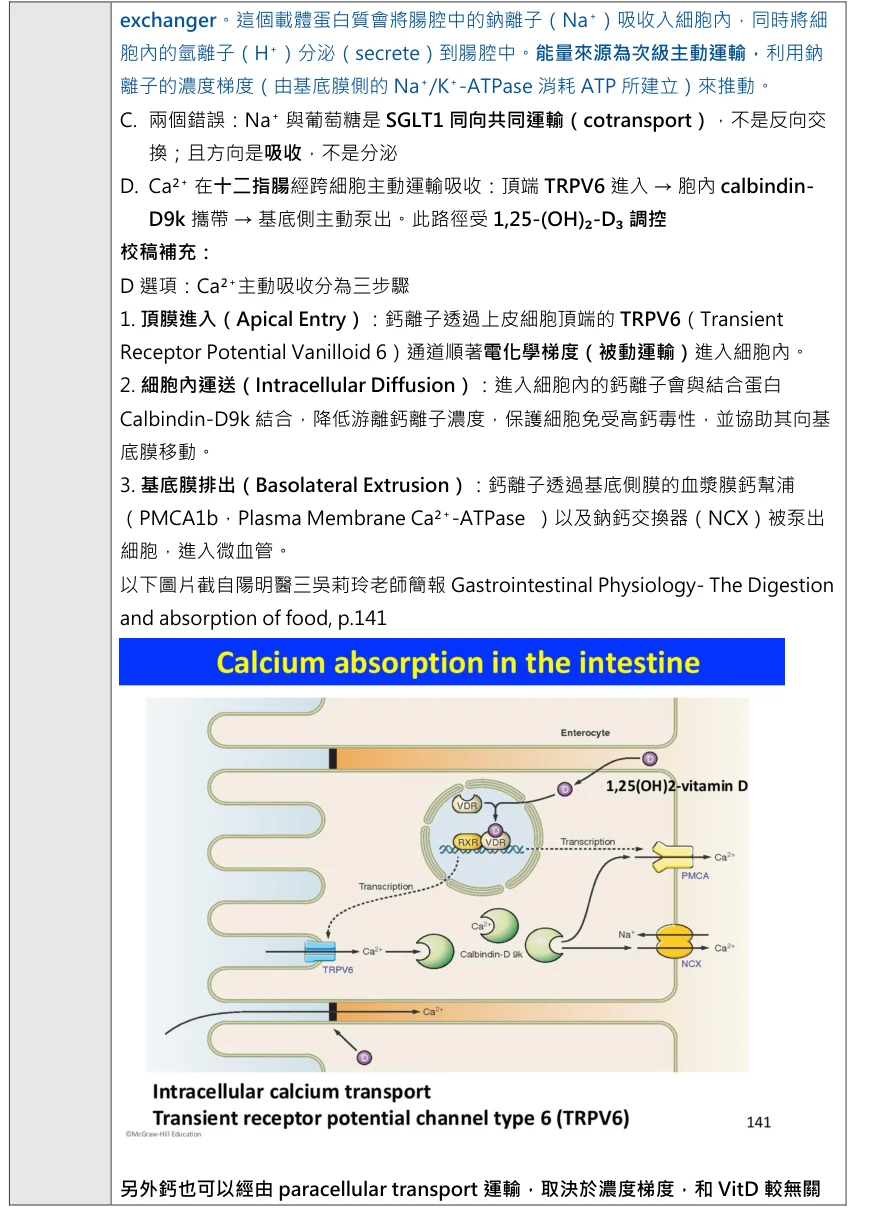 exchanger。這個載體蛋白質會將腸腔中的鈉離子（Na⁺）吸收入細胞內，同時將細
胞內的氫離子（H⁺）分泌（secrete）到腸腔中。能量來源為次級主動運輸，利用鈉
離子的濃度梯度（由基底膜側的 Na⁺/K⁺-ATPase 消耗 ATP 所建立）來推動。
C. 兩個錯誤：Na⁺ 與葡萄糖是 SGLT1 同向共同運輸（cotransport），不是反向交
換；且方向是吸收，不是分泌
D. Ca²⁺ 在十二指腸經跨細胞主動運輸吸收：頂端 TRPV6 進入 → 胞內 calbindin-
D9k 攜帶 → 基底側主動泵出。此路徑受 1,25-(OH)₂-D₃ 調控
校稿補充：
D 選項：Ca²⁺主動吸收分為三步驟
1. 頂膜進入（Apical Entry）：鈣離子透過上皮細胞頂端的 TRPV6（Transient
Receptor Potential Vanilloid 6）通道順著電化學梯度（被動運輸）進入細胞內。
2. 細胞內運送（Intracellular Diffusion）：進入細胞內的鈣離子會與結合蛋白
Calbindin-D9k 結合，降低游離鈣離子濃度，保護細胞免受高鈣毒性，並協助其向基
底膜移動。
3. 基底膜排出（Basolateral Extrusion）：鈣離子透過基底側膜的血漿膜鈣幫浦
（PMCA1b，Plasma Membrane Ca²⁺-ATPase ）以及鈉鈣交換器（NCX）被泵出
細胞，進入微血管。
以下圖片截自陽明醫三吳莉玲老師簡報 Gastrointestinal Physiology- The Digestion
and absorption of food, p.141
Calcium absorption in the intestine
Enterocyte
D
D
1,25(OH)2-vitamin D
VDR
D
RXR
VDR
Transcription
Ca²⁺
PMCA
Transcription
Ca²⁺
Na⁺
Ca²⁺
Calbindin-D 9k
Ca²⁺
TRPV6
NCX
Ca²⁺
D
Intracellular calcium transport
Transient receptor potential channel type 6 (TRPV6)
141
©McGraw-Hill Education
另外鈣也可以經由 paracellular transport 運輸，取決於濃度梯度，和 VitD 較無關